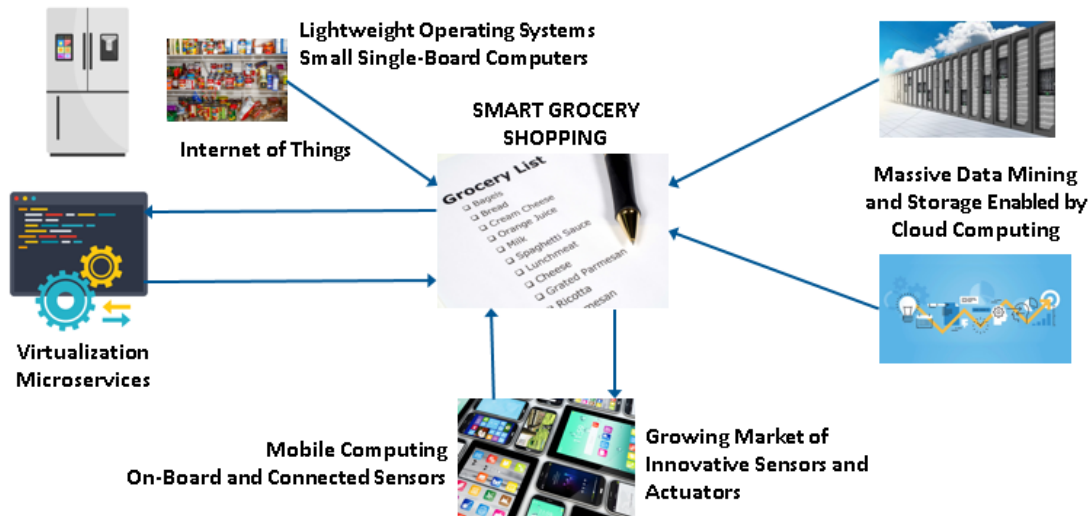 Lightweight Operating Systems
Small Single-Board Computers
Internet of Things
SMART GROCERY
SHOPPING
Grocery List
Bagels
Bread
Cream Cheese
Orange Juice
Milk
Spaghetti Sauce
Lunchmeat
Cheese
Grated Parmesan
Ricotta
Massive Data Mining
and Storage Enabled by
Cloud Computing
Virtualization
Microservices
Mobile Computing
On-Board and Connected Sensors
Growing Market of
Innovative Sensors and
Actuators